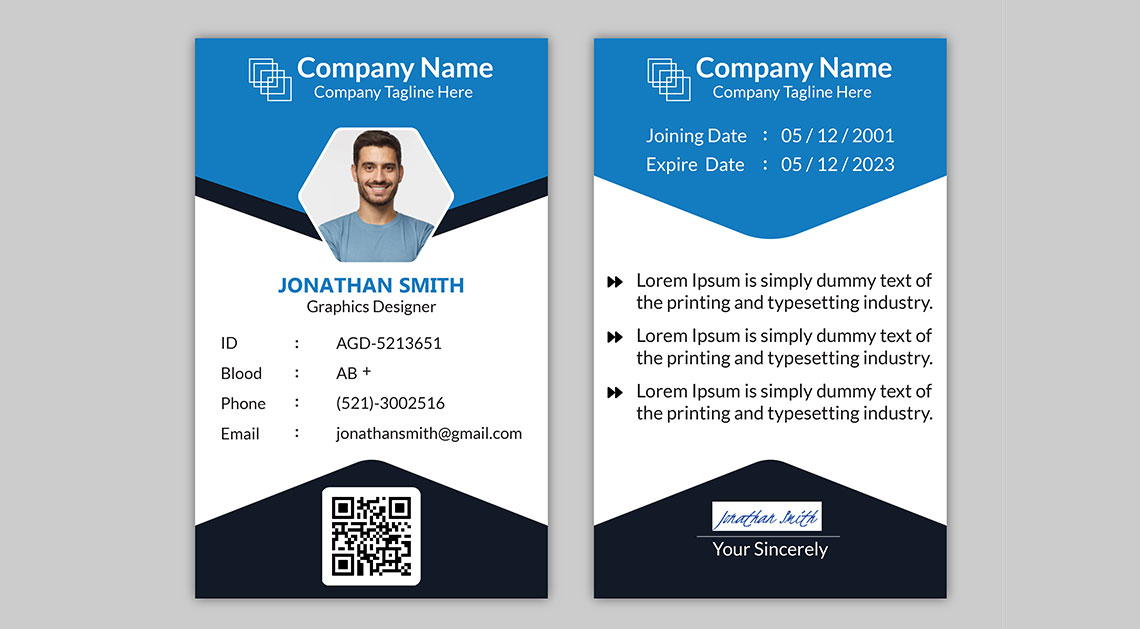 Company Name
Company Tagline Here
JONATHAN SMITH
Graphics Designer
ID : AGD-5213651
Blood : AB +
Phone : (521)-3002516
Email : jonathansmith@gmail.com
Company Name
Company Tagline Here
Joining Date : 05 / 12 / 2001
Expire Date : 05 / 12 / 2023
Lorem Ipsum is simply dummy text of
the printing and typesetting industry.
Lorem Ipsum is simply dummy text of
the printing and typesetting industry.
Lorem Ipsum is simply dummy text of
the printing and typesetting industry.
Jonathan Smith
Your Sincerely